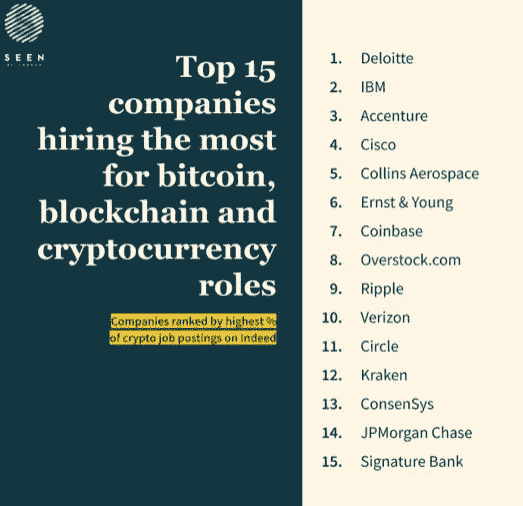 SEEN
BY INDEED
Top 15
companies
hiring the most
for bitcoin,
blockchain and
cryptocurrency
roles
Companies ranked by highest %
of crypto job postings on Indeed
1. Deloitte
2. IBM
3. Accenture
4. Cisco
5. Collins Aerospace
6. Ernst & Young
7. Coinbase
8. Overstock.com
9. Ripple
10. Verizon
11. Circle
12. Kraken
13. ConsenSys
14. JPMorgan Chase
15. Signature Bank